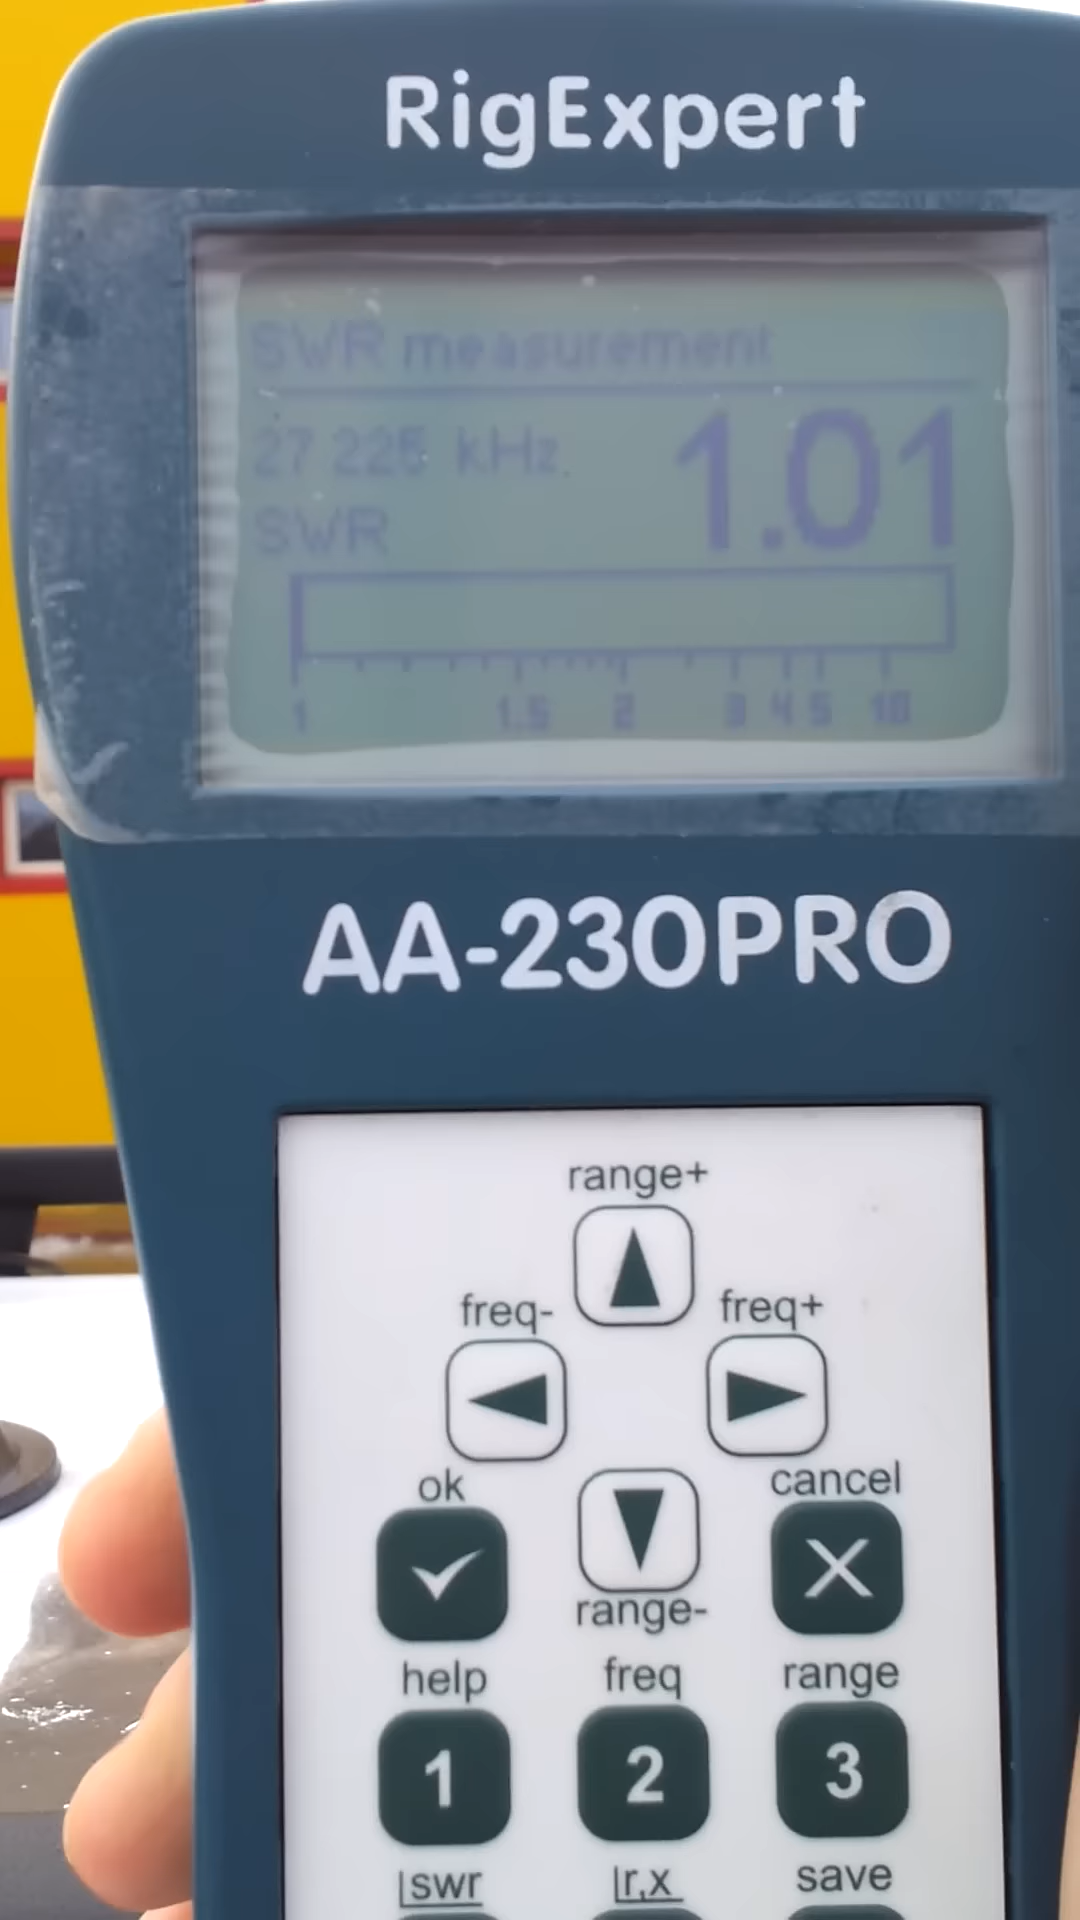 RigExpert
SWR measurement
27 225 kHz
1.01
SWR
1 1.5 2 3 4 5 10
AA-230PRO
range+
freq-
freq+
ok
cancel
range-
help
freq
range
1
2
3
swr
r,x
save